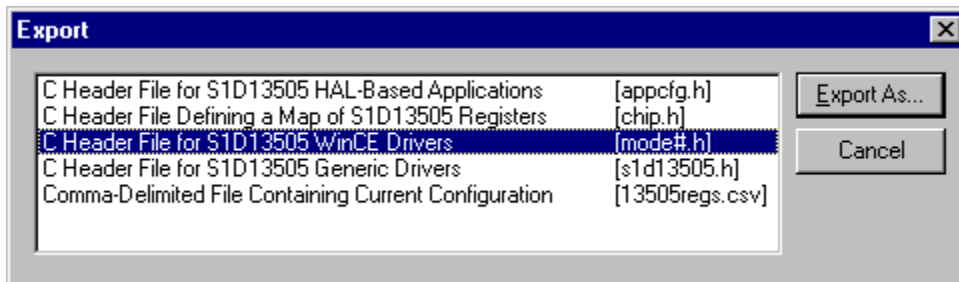 Export
C Header File for S1D13505 HAL-Based Applications [appcfg.h]
C Header File Defining a Map of S1D13505 Registers [chip.h]
C Header File for S1D13505 WinCE Drivers [mode#.h]
C Header File for S1D13505 Generic Drivers [s1d13505.h]
Comma-Delimited File Containing Current Configuration [13505regs.csv]
Export As...
Cancel